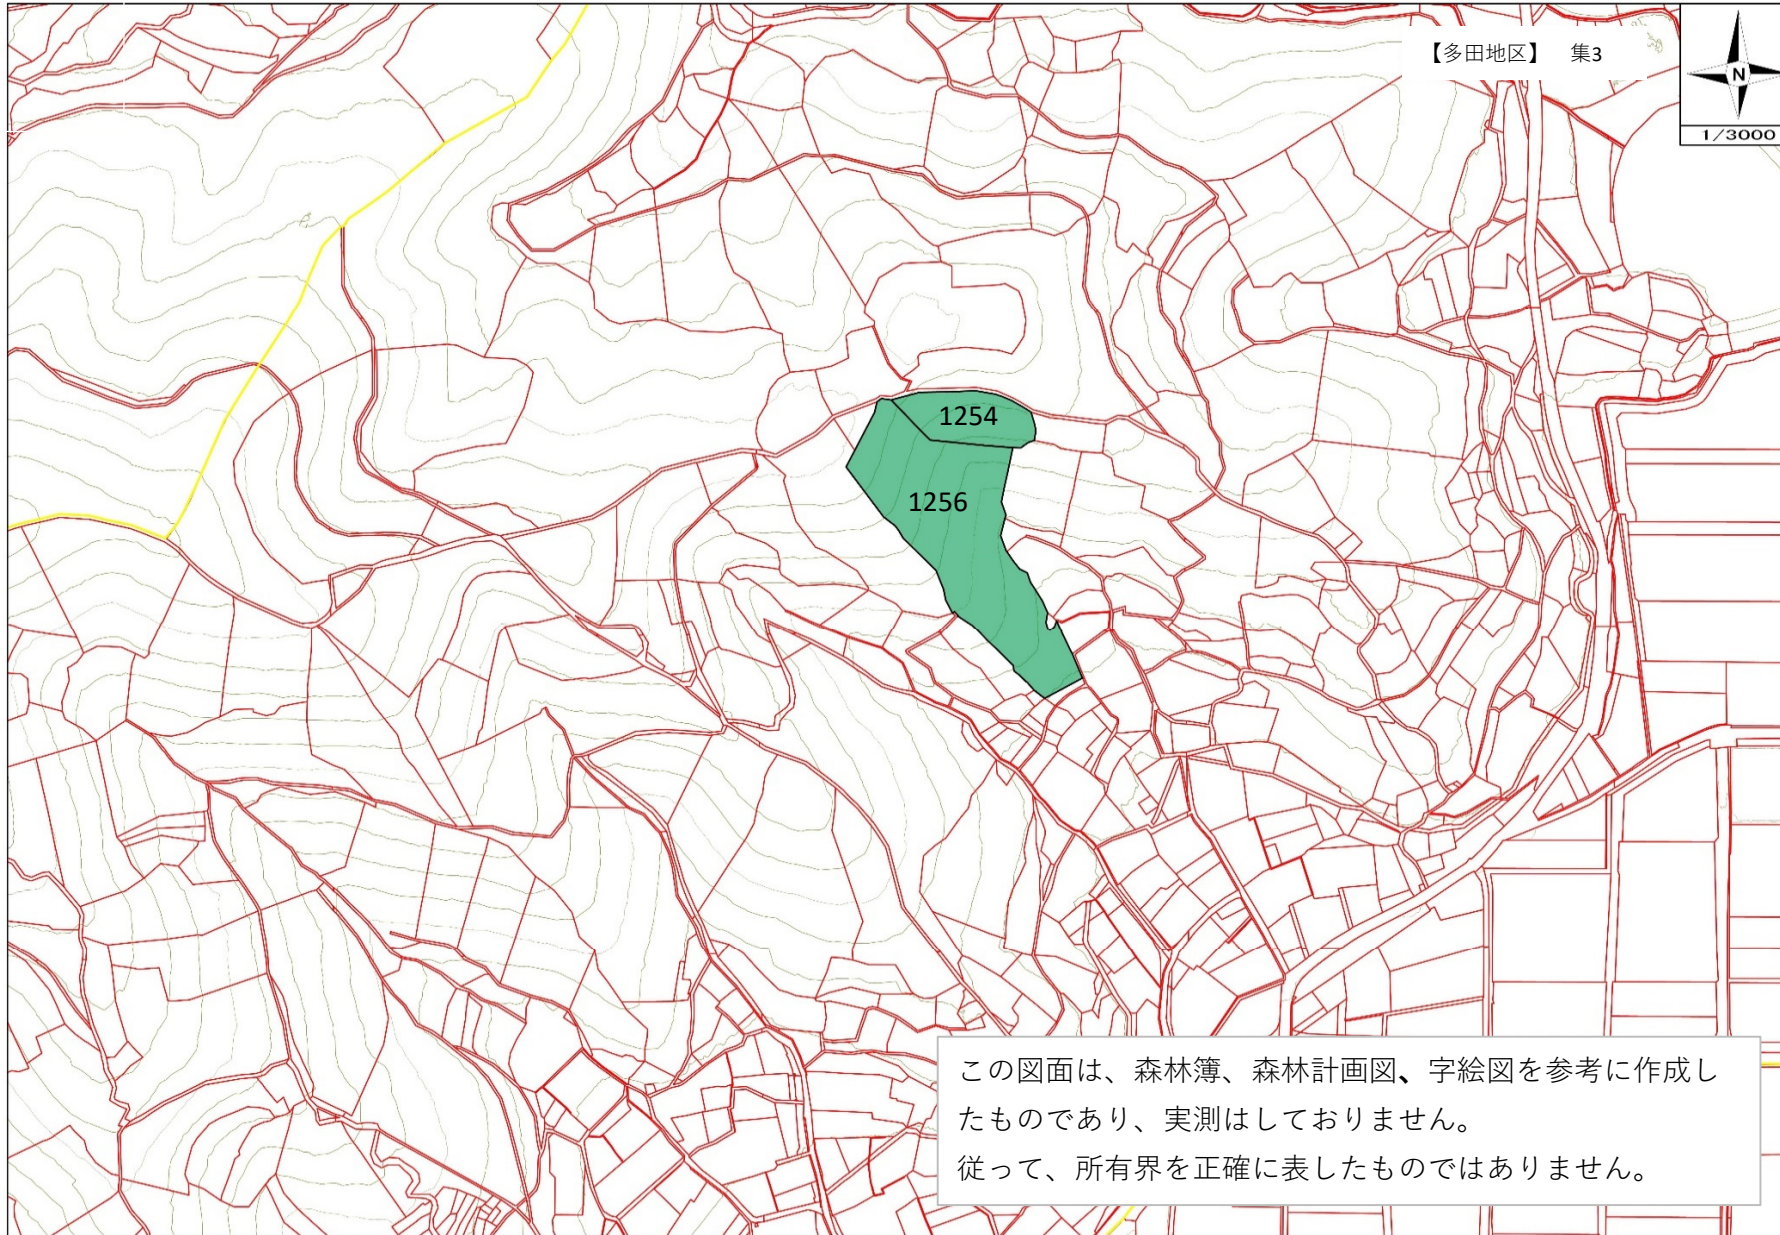 【多田地区】　集3
N
1/3000
1254
1256
この図面は、森林簿、森林計画図、字絵図を参考に作成し
たものであり、実測はしておりません。
従って、所有界を正確に表したものではありません。